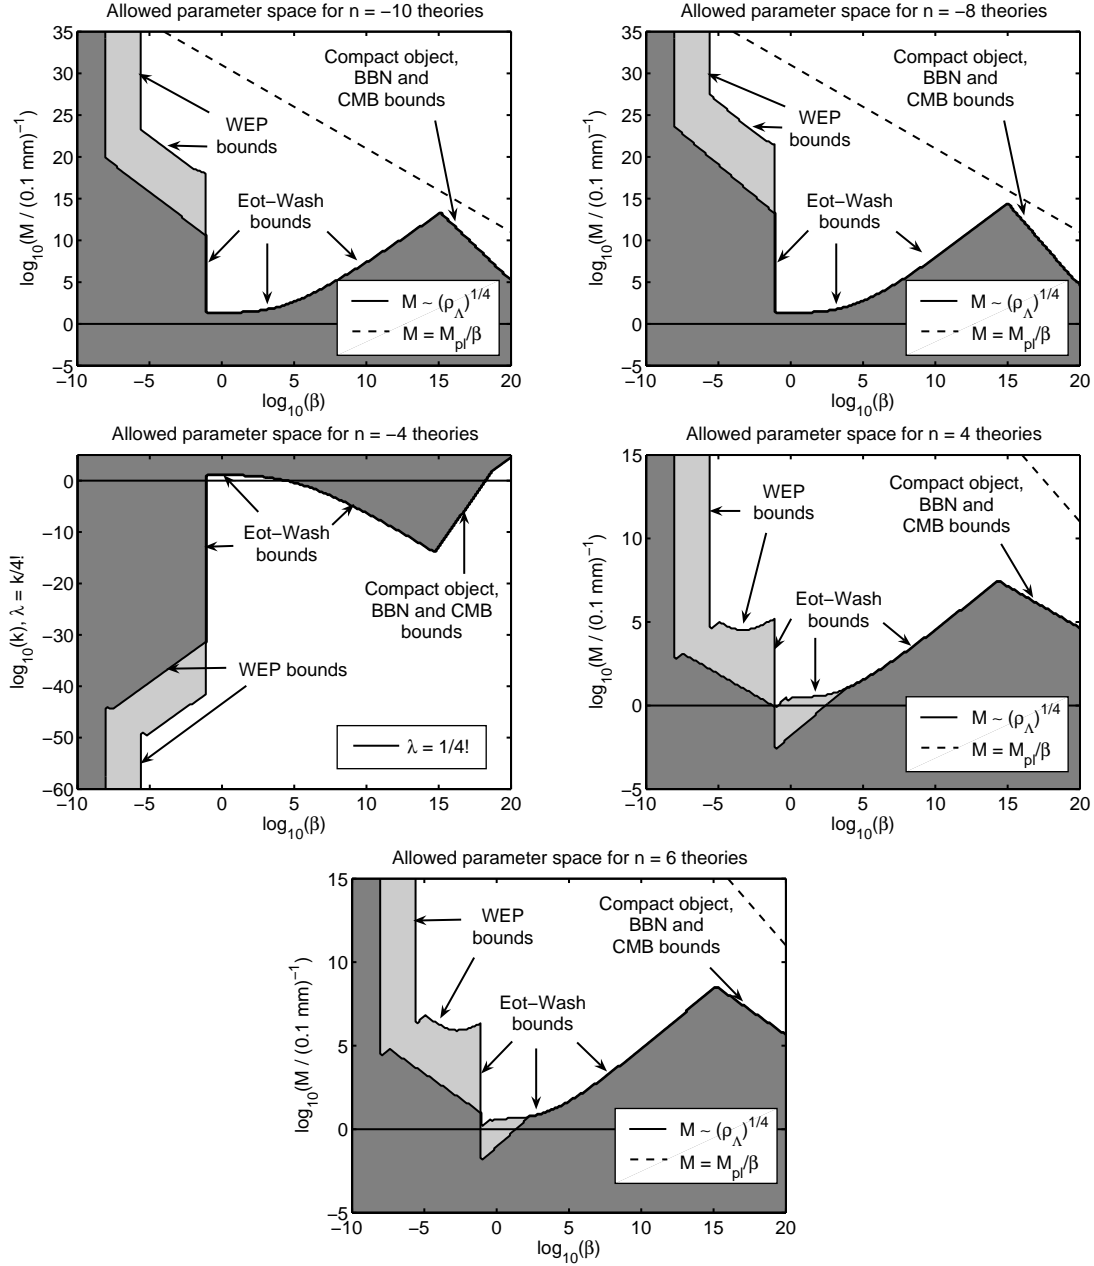 Allowed parameter space for n = −10 theories
35
30
25
20
15
10
5
0
−5
−10
−5
0
5
10
15
20
log10(M / (0.1 mm)−1)
log10(β)
Compact object,
BBN and
CMB bounds
WEP
bounds
Eot−Wash
bounds
M ~ (ρΛ)1/4
M = Mpl/β
Allowed parameter space for n = −8 theories
35
30
25
20
15
10
5
0
−5
−10
−5
0
5
10
15
20
log10(M / (0.1 mm)−1)
log10(β)
Compact object,
BBN and
CMB bounds
WEP
bounds
Eot−Wash
bounds
M ~ (ρΛ)1/4
M = Mpl/β
Allowed parameter space for n = −4 theories
0
−10
−20
−30
−40
−50
−60
−10
−5
0
5
10
15
20
log10(k), λ = k/4!
log10(β)
Eot−Wash
bounds
Compact object,
BBN and CMB
bounds
WEP bounds
λ = 1/4!
Allowed parameter space for n = 4 theories
15
10
5
0
−5
−10
−5
0
5
10
15
20
log10(M / (0.1 mm)−1)
log10(β)
WEP
bounds
Compact object,
BBN and
CMB bounds
Eot−Wash
bounds
M ~ (ρΛ)1/4
M = Mpl/β
Allowed parameter space for n = 6 theories
15
10
5
0
−5
−10
−5
0
5
10
15
20
log10(M / (0.1 mm)−1)
log10(β)
WEP
bounds
Compact object,
BBN and
CMB bounds
Eot−Wash
bounds
M ~ (ρΛ)1/4
M = Mpl/β